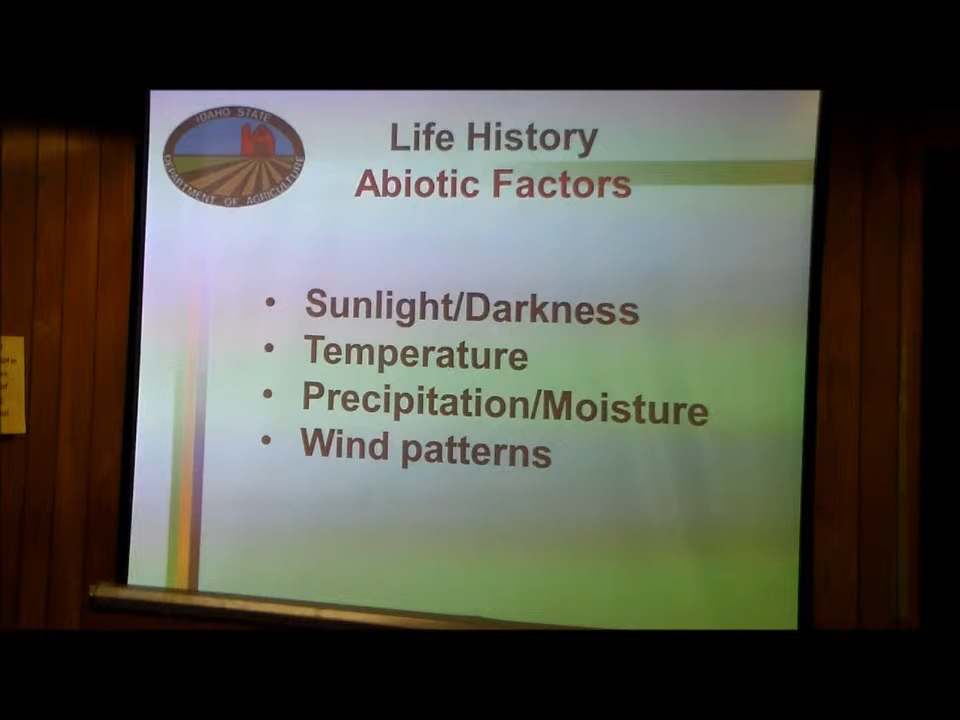 IDAHO STATE
DEPARTMENT OF AGRICULTURE
Life History
Abiotic Factors
• Sunlight/Darkness
• Temperature
• Precipitation/Moisture
• Wind patterns